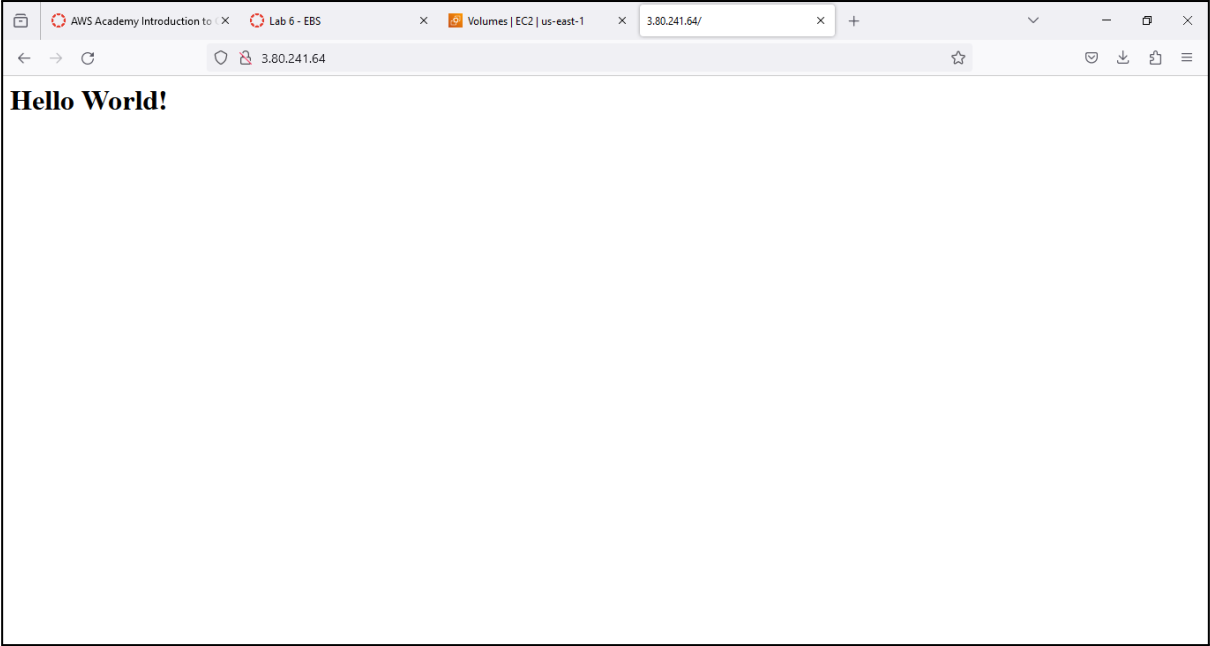 AWS Academy Introduction to C
Lab 6 - EBS
Volumes | EC2 | us-east-1
3.80.241.64/
3.80.241.64
Hello World!